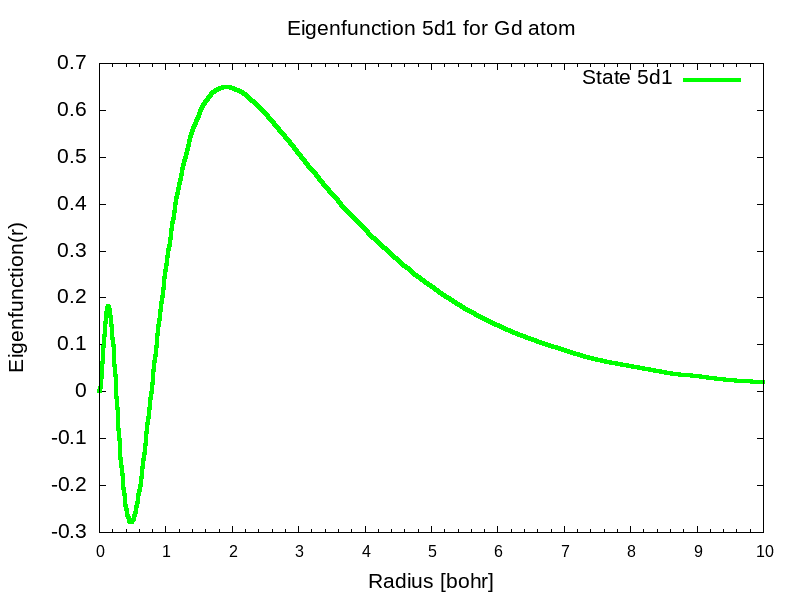 Eigenfunction 5d1 for Gd atom
State 5d1
Eigenfunction(r)
0.7
0.6
0.5
0.4
0.3
0.2
0.1
0
-0.1
-0.2
-0.3
0 1 2 3 4 5 6 7 8 9 10
Radius [bohr]